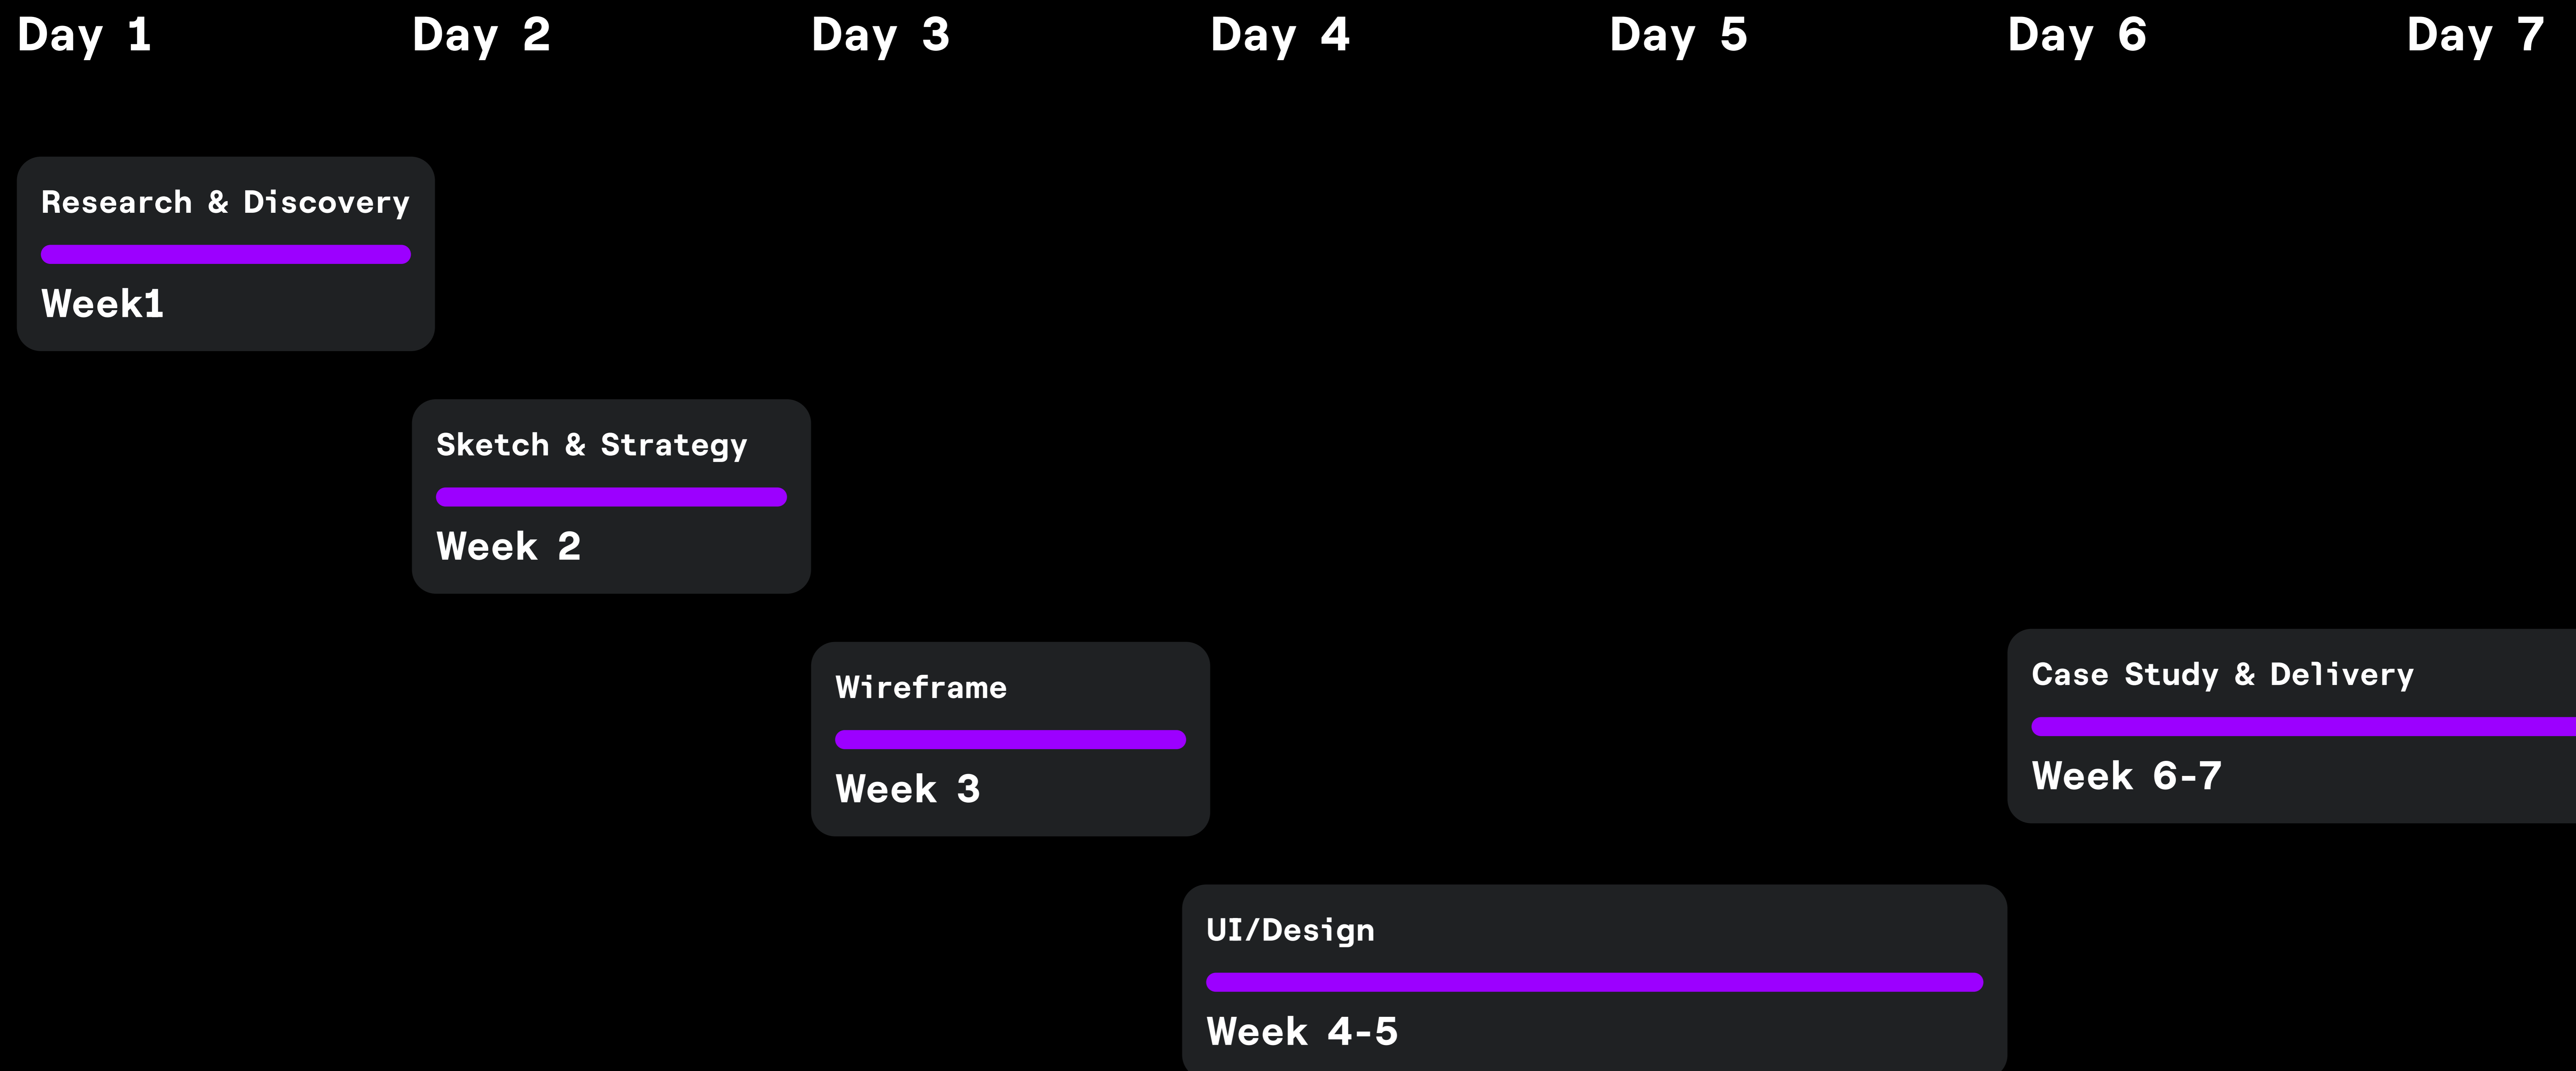 Day 1 Day 2 Day 3 Day 4 Day 5 Day 6 Day 7
Research & Discovery
Week1
Sketch & Strategy
Week 2
Wireframe
Week 3
Case Study & Delivery
Week 6-7
UI/Design
Week 4-5